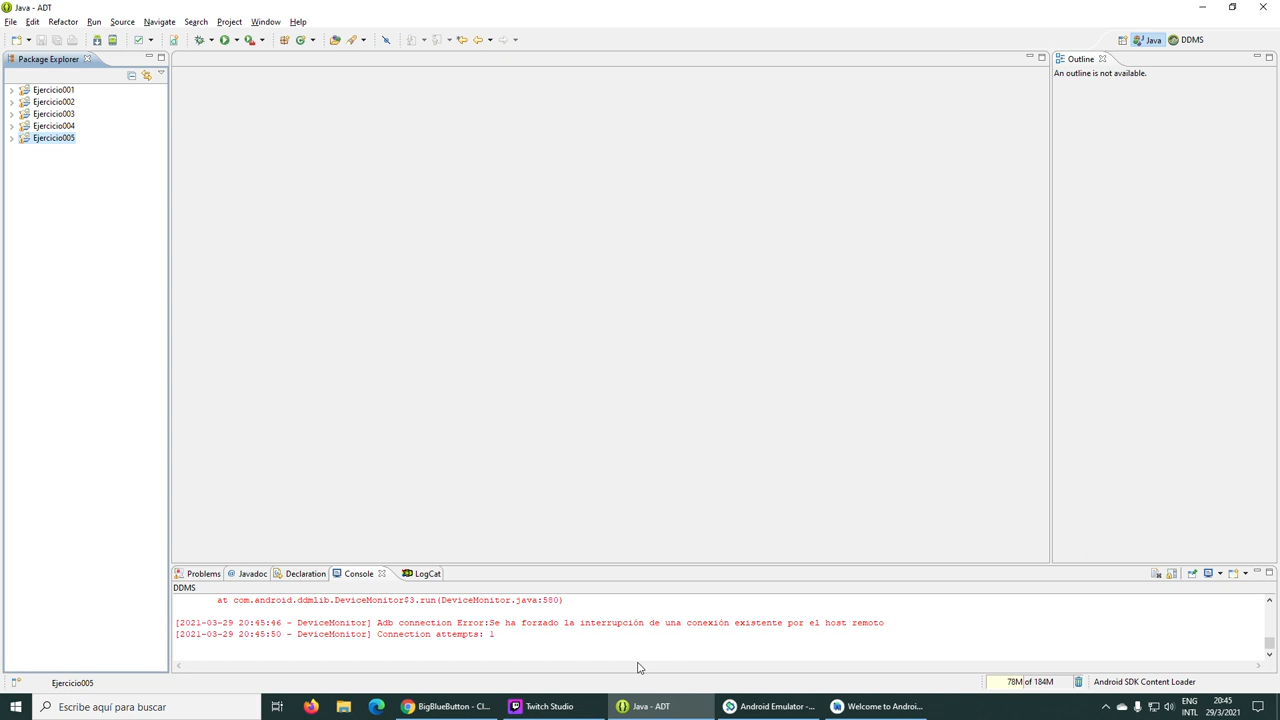 Java - ADT
File Edit Refactor Run Source Navigate Search Project Window Help
Java DDMS
Package Explorer
Outline
An outline is not available.
Ejercicio001
Ejercicio002
Ejercicio003
Ejercicio004
Ejercicio005
Problems Javadoc Declaration Console LogCat
DDMS
at com.android.ddmlib.DeviceMonitor$3.run(DeviceMonitor.java:580)
[2021-03-29 20:45:46 - DeviceMonitor] Adb connection Error:Se ha forzado la interrupción de una conexión existente por el host remoto
[2021-03-29 20:45:50 - DeviceMonitor] Connection attempts: 1
Ejercicio005
78M of 184M
Android SDK Content Loader
Escribe aquí para buscar
BigBlueButton - Cl...
Twitch Studio
Java - ADT
Android Emulator - ...
Welcome to Androi...
ENG
INTL
20:45
29/3/2021